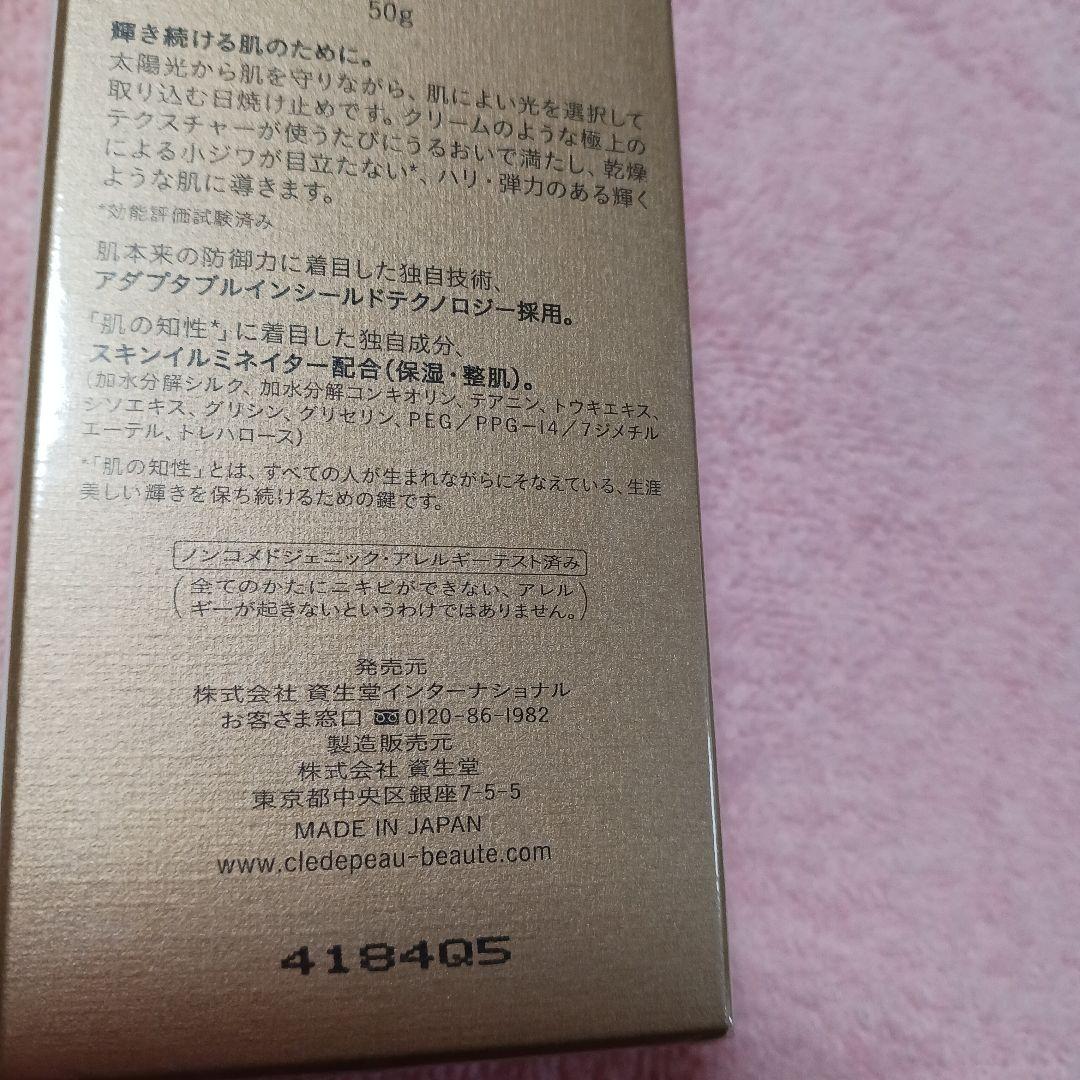 50g
輝き続ける肌のために。
太陽光から肌を守りながら、肌によい光を選択して
取り込む日焼け止めです。クリームのような極上の
テクスチャーが使うたびにうるおいで満たし、乾燥
による小ジワが目立たない*、ハリ・弾力のある輝く
ような肌に導きます。
*効能評価試験済み
肌本来の防御力に着目した独自技術、
アダプタブルインシールドテクノロジー採用。
「肌の知性*」に着目した独自成分、
スキンイルミネイター配合(保湿・整肌)。
(加水分解シルク、加水分解コンキオリン、テアニン、トウキエキス、
シソエキス、グリシン、グリセリン、PEG/PPG-14/7ジメチル
エーテル、トレハロース)
*「肌の知性」とは、すべての人が生まれながらにそなえている、生涯
美しい輝きを保ち続けるための鍵です。
ノンコメドジェニック・アレルギーテスト済み
(全てのかたにニキビができない、アレル
ギーが起きないというわけではありません。)
発売元
株式会社 資生堂インターナショナル
お客さま窓口 0120-86-1982
製造販売元
株式会社 資生堂
東京都中央区銀座7-5-5
MADE IN JAPAN
www.cledepeau-beaute.com
4184Q5